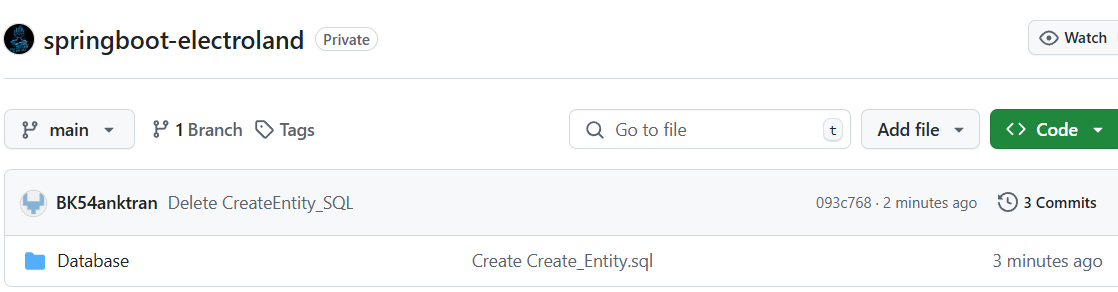 springboot-electroland Private Watch
main 1 Branch Tags Go to file t Add file Code
BK54anktran Delete CreateEntity_SQL 093c768 · 2 minutes ago 3 Commits
Database Create Create_Entity.sql 3 minutes ago